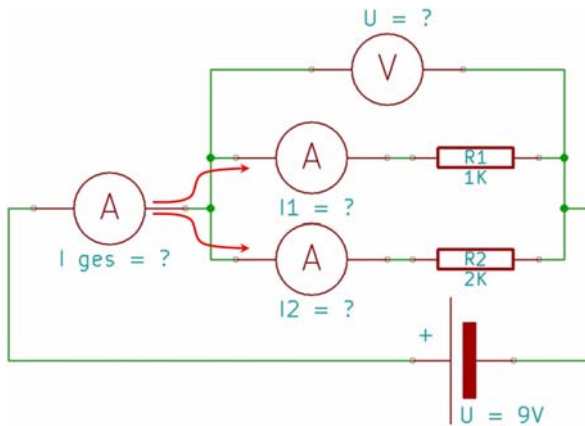 U = ?
V
A
R1
1K
I1 = ?
A
I ges = ?
A
R2
2K
I2 = ?
+
U = 9V